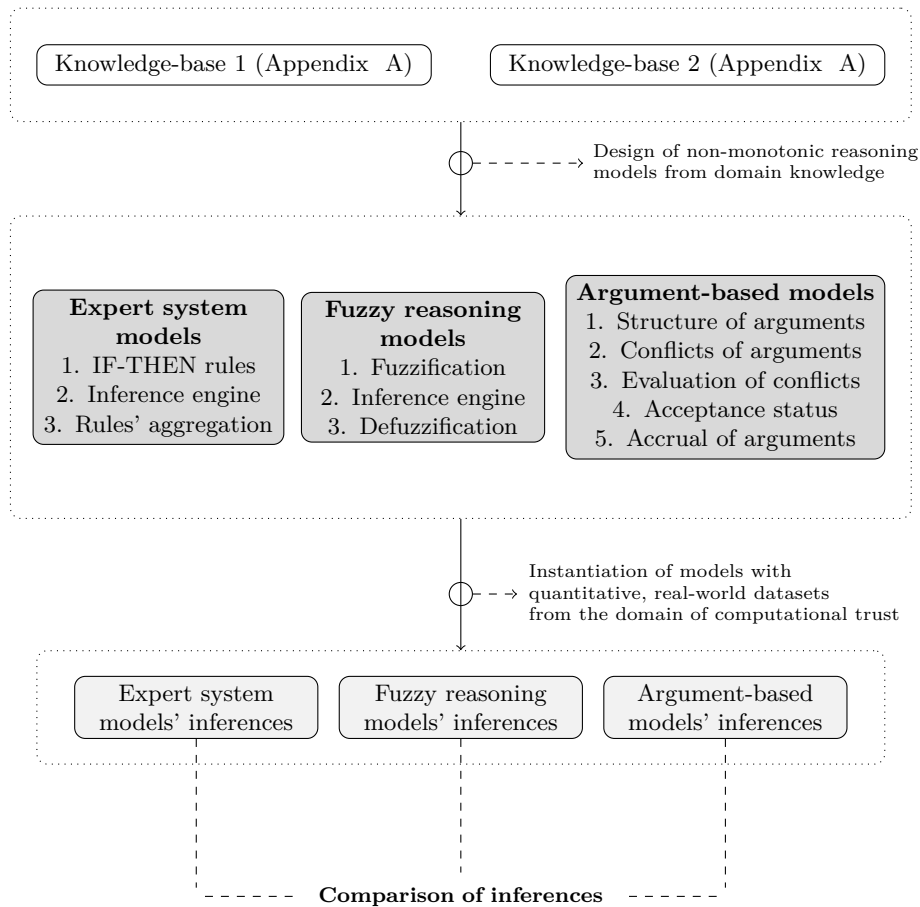 Knowledge-base 1 (Appendix A)
Knowledge-base 2 (Appendix A)
Design of non-monotonic reasoning
models from domain knowledge
Expert system
models
1. IF-THEN rules
2. Inference engine
3. Rules' aggregation
Fuzzy reasoning
models
1. Fuzzification
2. Inference engine
3. Defuzzification
Argument-based models
1. Structure of arguments
2. Conflicts of arguments
3. Evaluation of conflicts
4. Acceptance status
5. Accrual of arguments
Instantiation of models with
quantitative, real-world datasets
from the domain of computational trust
Expert system
models' inferences
Fuzzy reasoning
models' inferences
Argument-based
models' inferences
Comparison of inferences